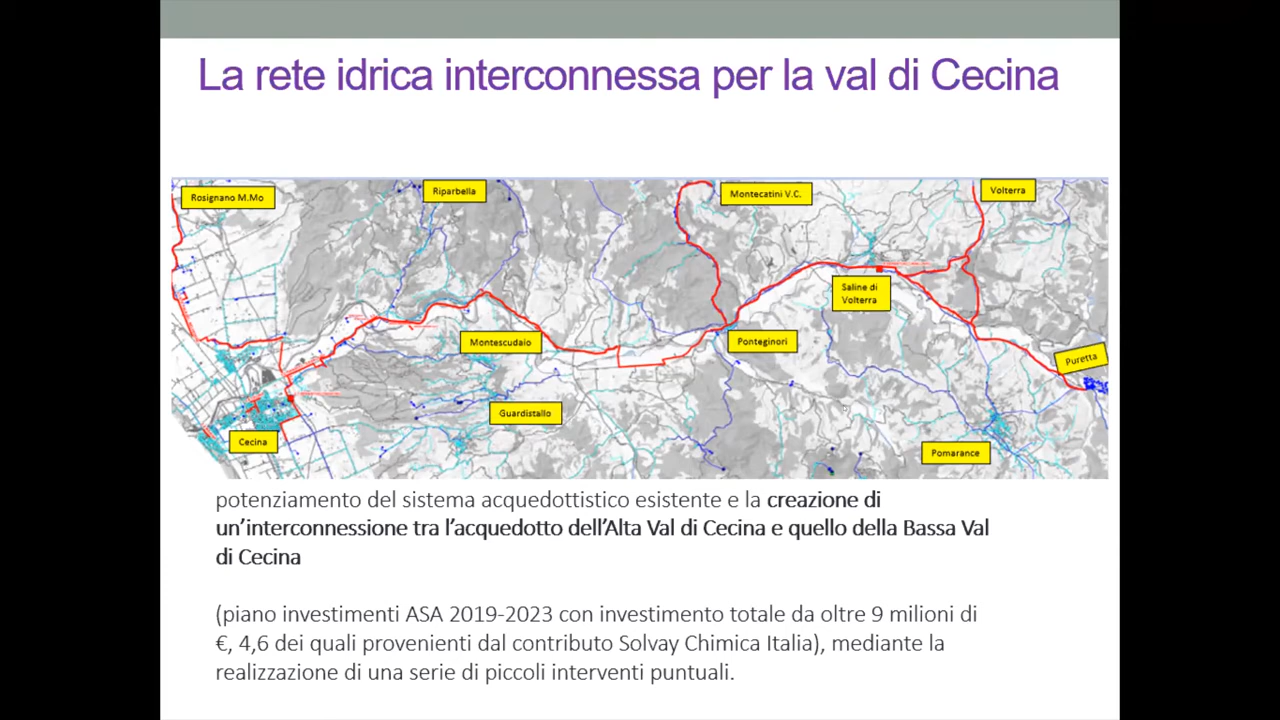 La rete idrica interconnessa per la val di Cecina
Rosignano M.Mo
Riparbella
Montecatini V.C.
Volterra
Saline di
Volterra
Montescudaio
Ponteginori
Puretta
Guardistallo
Cecina
Pomarance
potenziamento del sistema acquedottistico esistente e la creazione di
un’interconnessione tra l’acquedotto dell’Alta Val di Cecina e quello della Bassa Val
di Cecina
(piano investimenti ASA 2019-2023 con investimento totale da oltre 9 milioni di
€, 4,6 dei quali provenienti dal contributo Solvay Chimica Italia), mediante la
realizzazione di una serie di piccoli interventi puntuali.